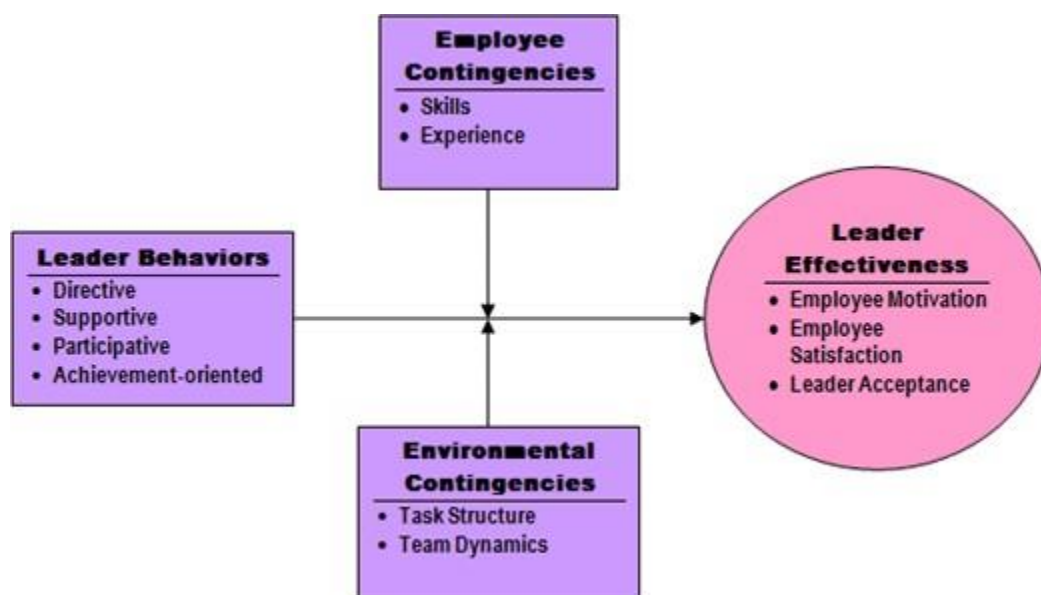 Employee
Contingencies
• Skills
• Experience
Leader Behaviors
• Directive
• Supportive
• Participative
• Achievement-oriented
Leader
Effectiveness
• Employee Motivation
• Employee
Satisfaction
• Leader Acceptance
Environmental
Contingencies
• Task Structure
• Team Dynamics